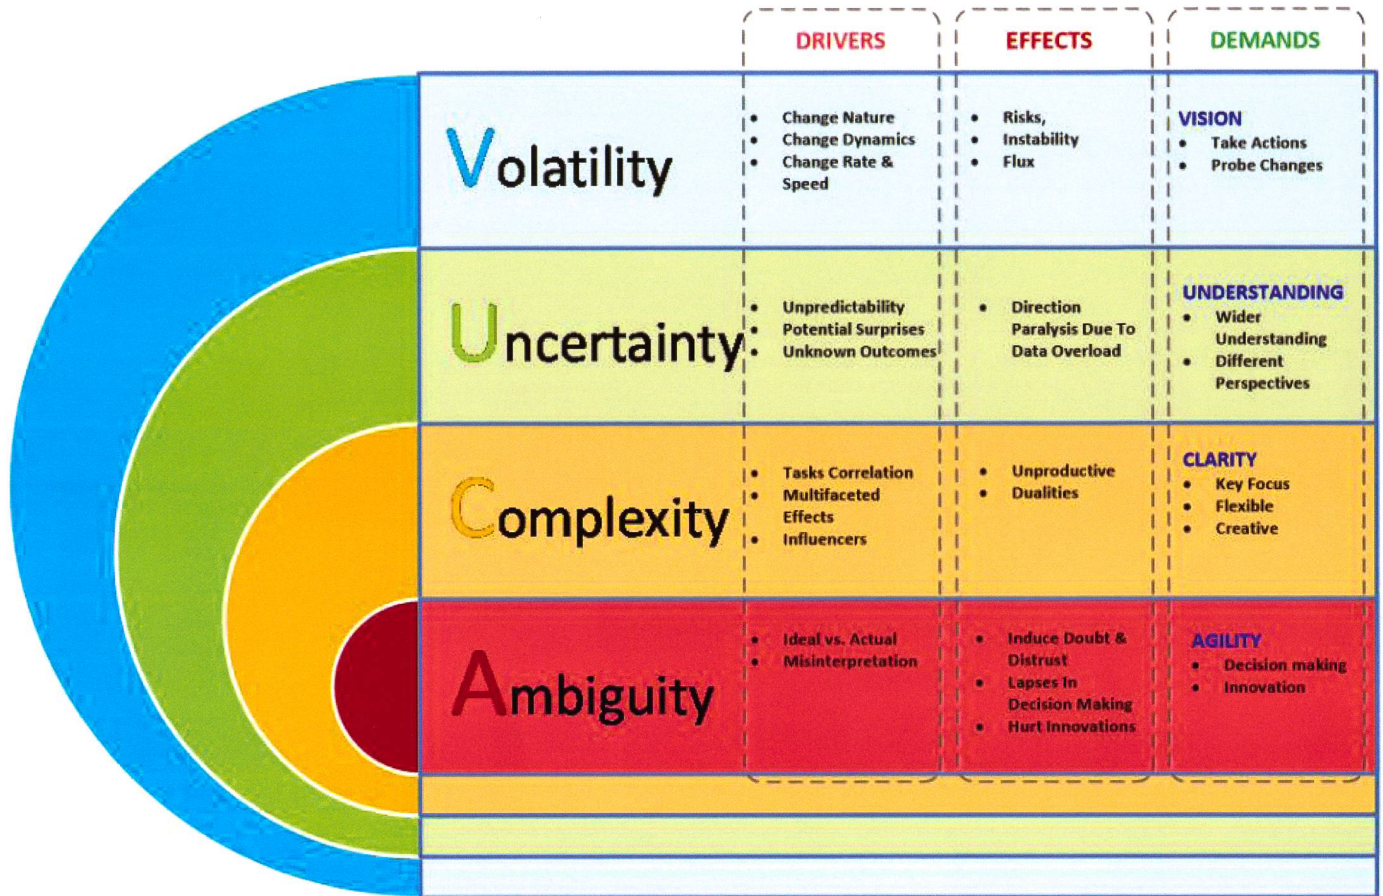 DRIVERS
EFFECTS
DEMANDS
Volatility
• Change Nature
• Change Dynamics
• Change Rate &
Speed
• Risks,
• Instability
• Flux
VISION
• Take Actions
• Probe Changes
Uncertainty
• Unpredictability
• Potential Surprises
• Unknown Outcomes
• Direction
Paralysis Due To
Data Overload
UNDERSTANDING
• Wider
Understanding
• Different
Perspectives
Complexity
• Tasks Correlation
• Multifaceted
Effects
• Influencers
• Unproductive
• Dualities
CLARITY
• Key Focus
• Flexible
• Creative
Ambiguity
• Ideal vs. Actual
• Misinterpretation
• Induce Doubt &
Distrust
• Lapses In
Decision Making
• Hurt Innovations
AGILITY
• Decision making
• Innovation